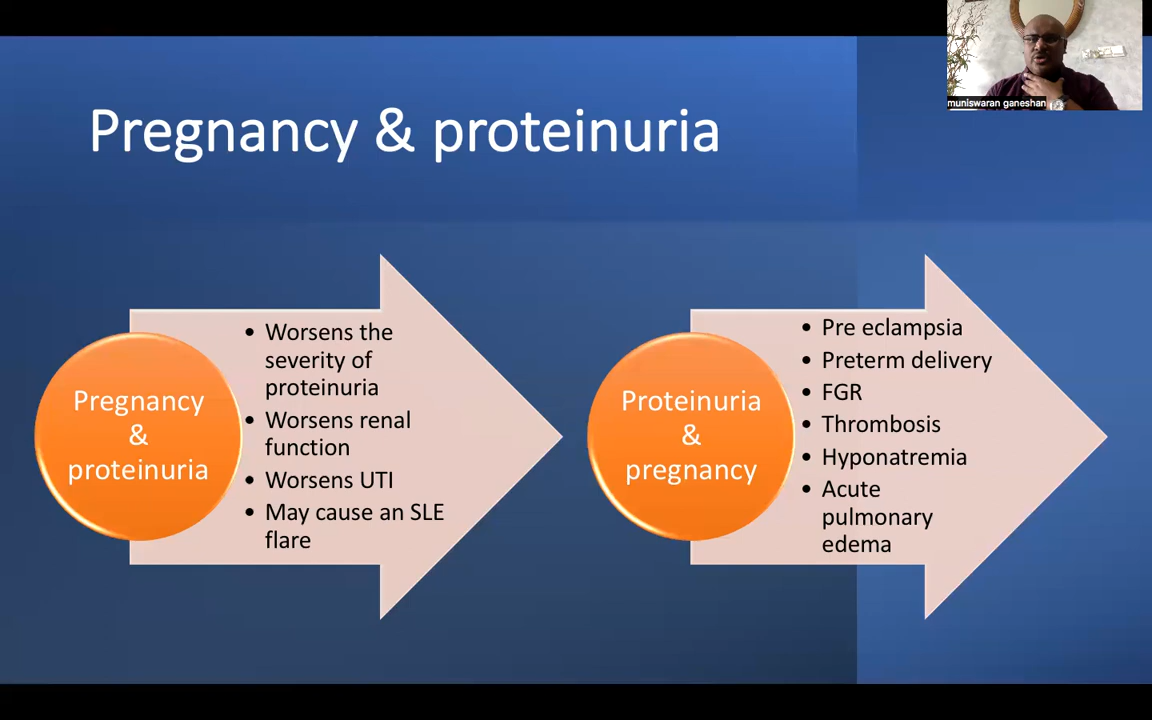 muniswaran ganeshan
Pregnancy & proteinuria
Pregnancy
&
proteinuria
• Worsens the
severity of
proteinuria
• Worsens renal
function
• Worsens UTI
• May cause an SLE
flare
Proteinuria
&
pregnancy
• Pre eclampsia
• Preterm delivery
• FGR
• Thrombosis
• Hyponatremia
• Acute
pulmonary
edema